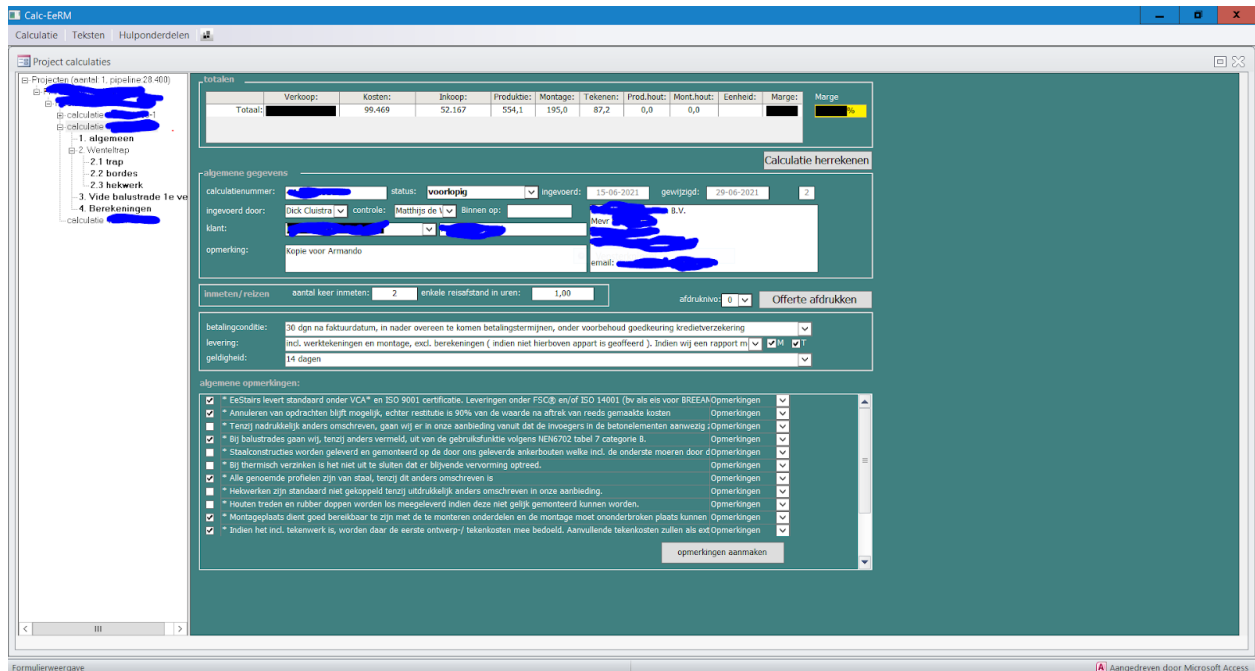 Calc-EeRM
Calculatie Teksten Hulponderdelen
Project calculaties
Projecten (aantal: 1, pipeline 28.400)
calculatie -1
calculatie
1. algemeen
2. Wenteltrap
2.1 trap
2.2 bordes
2.3 hekwerk
3. Vide balustrade 1e ve
4. Berekeningen
calculatie
totalen
Verkoop: Kosten: Inkoop: Produktie: Montage: Tekenen: Prod.hout: Mont.hout: Eenheid: Marge: Marge
Totaal: 99.469 52.167 554,1 195,0 87,2 0,0 0,0 %
Calculatie herrekenen
algemene gegevens
calculatienummer: status: voorlopig ingevoerd: 15-06-2021 gewijzigd: 29-06-2021 2
ingevoerd door: Dick Cluistra controle: Matthijs de Binnen op: B.V.
Mevr
klant:
opmerking: Kopie voor Armando
email:
inmeten/reizen aantal keer inmeten: 2 enkele reisafstand in uren: 1,00 afdruknivo: 0 Offerte afdrukken
betalingconditie: 30 dgn na faktuurdatum, in nader overeen te komen betalingstermijnen, onder voorbehoud goedkeuring kredietverzekering
levering: incl. werktekeningen en montage, excl. berekeningen ( indien niet hierboven appart is geoffeerd ). Indien wij een rapport m M T
geldigheid: 14 dagen
algemene opmerkingen:
* EeStairs levert standaard onder VCA* en ISO 9001 certificatie. Leveringen onder FSC® en/of ISO 14001 (bv als eis voor BREEAM Opmerkingen
* Annuleren van opdrachten blijft mogelijk, echter restitutie is 90% van de waarde na aftrek van reeds gemaakte kosten Opmerkingen
* Tenzij nadrukkelijk anders omschreven, gaan wij er in onze aanbieding vanuit dat de invoegers in de betonelementen aanwezig z Opmerkingen
* Bij balustrades gaan wij, tenzij anders vermeld, uit van de gebruiksfunktie volgens NEN6702 tabel 7 categorie B. Opmerkingen
* Staalconstructies worden geleverd en gemonteerd op de door ons geleverde ankerbouten welke incl. de onderste moeren door d Opmerkingen
* Bij thermisch verzinken is het niet uit te sluiten dat er blijvende vervorming optreed. Opmerkingen
* Alle genoemde profielen zijn van staal, tenzij dit anders omschreven is Opmerkingen
* Hekwerken zijn standaard niet gekoppeld tenzij uitdrukkelijk anders omschreven in onze aanbieding. Opmerkingen
* Houten treden en rubber doppen worden los meegeleverd indien deze niet gelijk gemonteerd kunnen worden. Opmerkingen
* Montageplaats dient goed bereikbaar te zijn met de te monteren onderdelen en de montage moet ononderbroken plaats kunnen Opmerkingen
* Indien het incl. tekenwerk is, worden daar de eerste ontwerp-/ tekenkosten mee bedoeld. Aanvullende tekenkosten zullen als ext Opmerkingen
opmerkingen aanmaken
Formulierweergave
Aangedreven door Microsoft Access